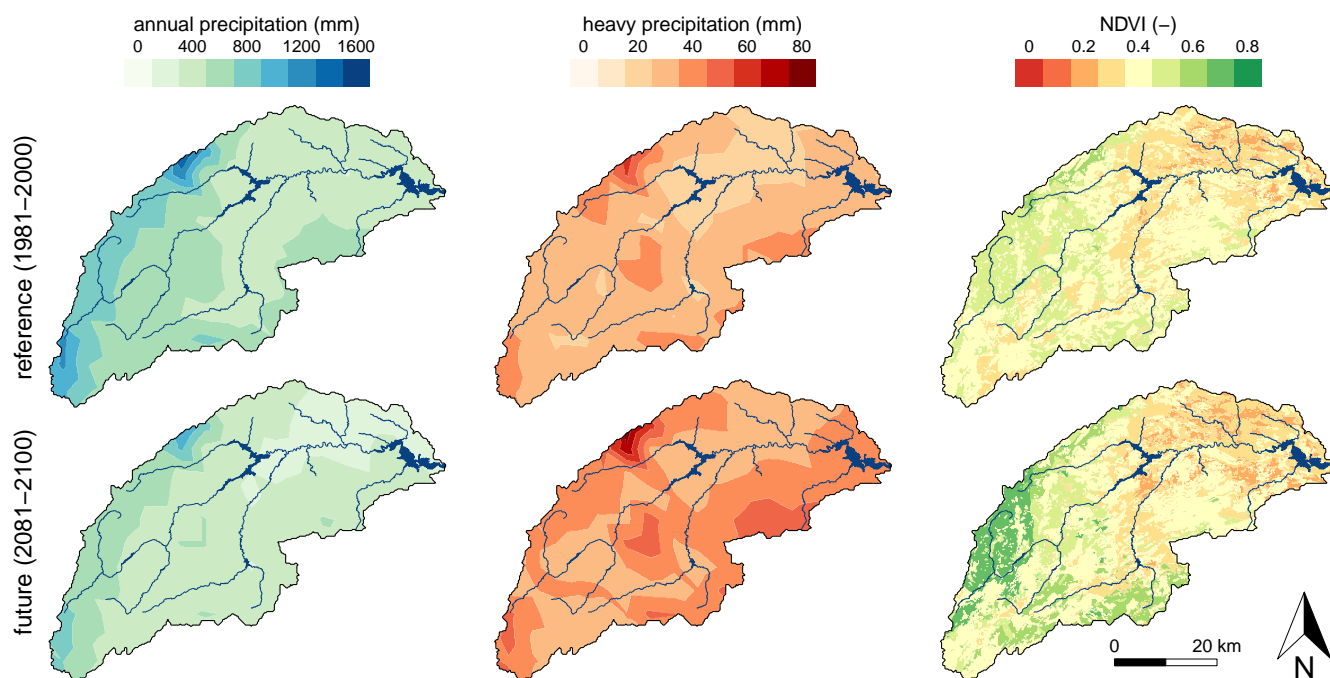 annual precipitation (mm)
0 400 800 1200 1600
heavy precipitation (mm)
0 20 40 60 80
NDVI (−)
0 0.2 0.4 0.6 0.8
reference (1981−2000)
future (2081−2100)
0 20 km
N